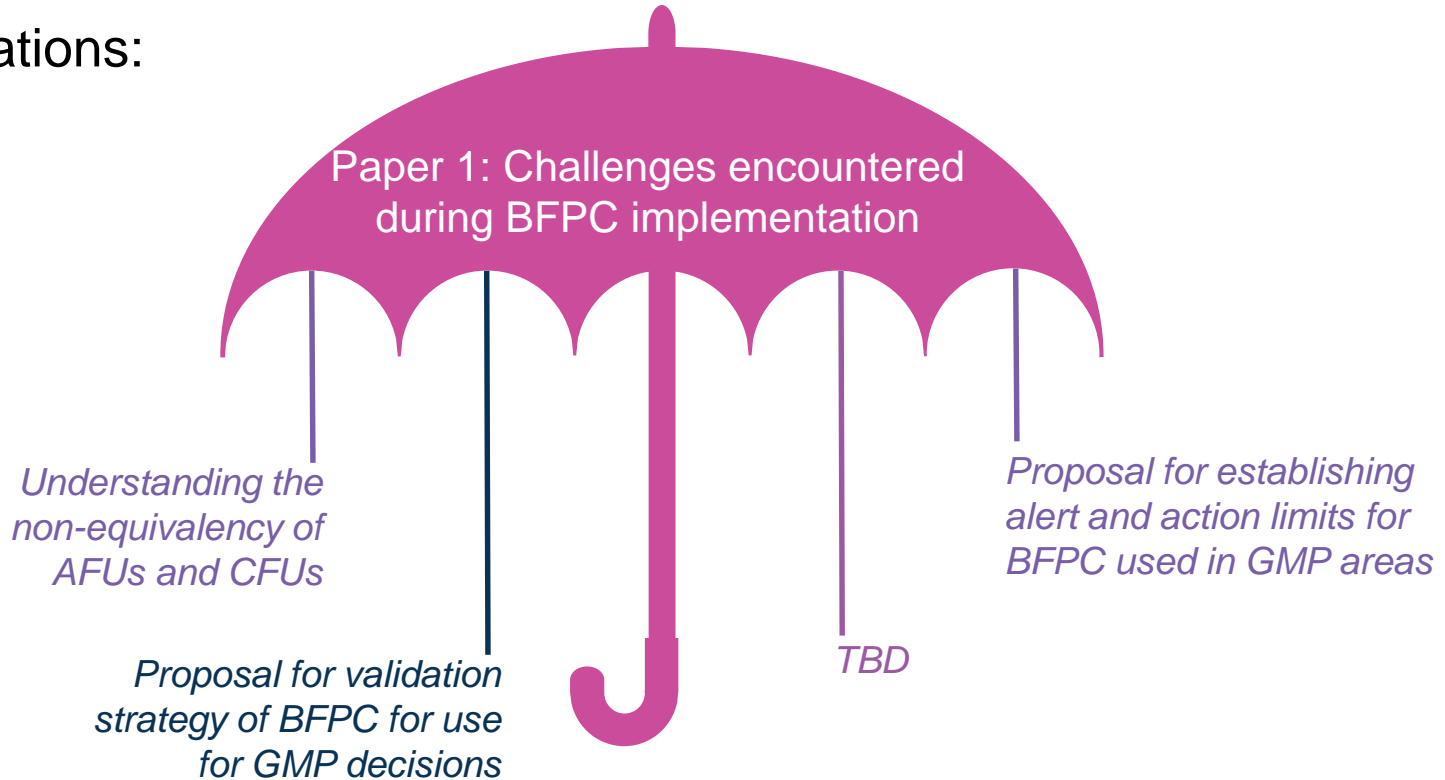 ations:
Paper 1: Challenges encountered
during BFPC implementation
Understanding the
non-equivalency of
AFUs and CFUs
Proposal for validation
strategy of BFPC for use
for GMP decisions
TBD
Proposal for establishing
alert and action limits for
BFPC used in GMP areas